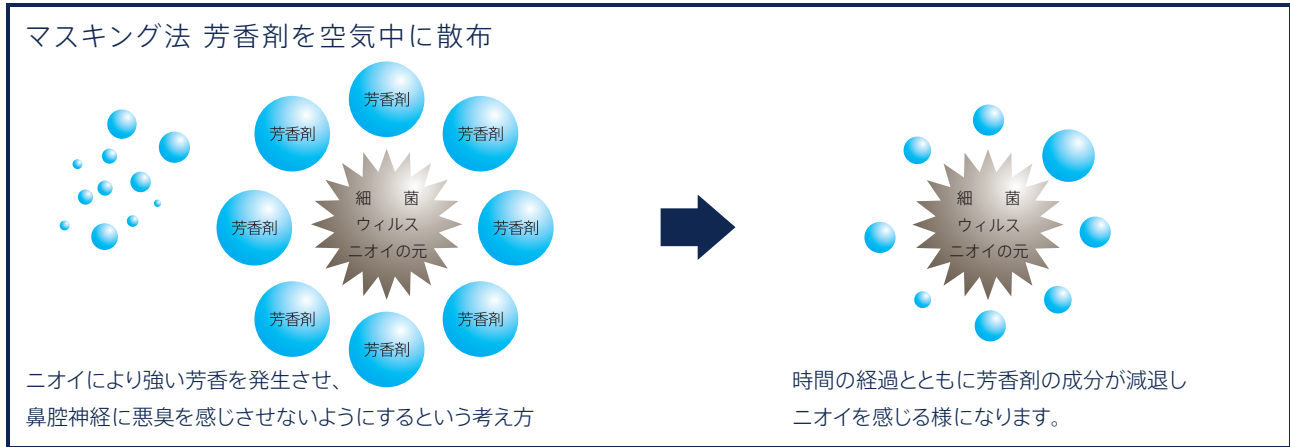 マスキング法 芳香剤を空気中に散布
芳香剤
芳香剤
芳香剤
芳香剤
芳香剤
芳香剤
芳香剤
芳香剤
細　菌
ウィルス
ニオイの元
細　菌
ウィルス
ニオイの元
ニオイにより強い芳香を発生させ、
鼻腔神経に悪臭を感じさせないようにするという考え方
時間の経過とともに芳香剤の成分が減退し
ニオイを感じる様になります。